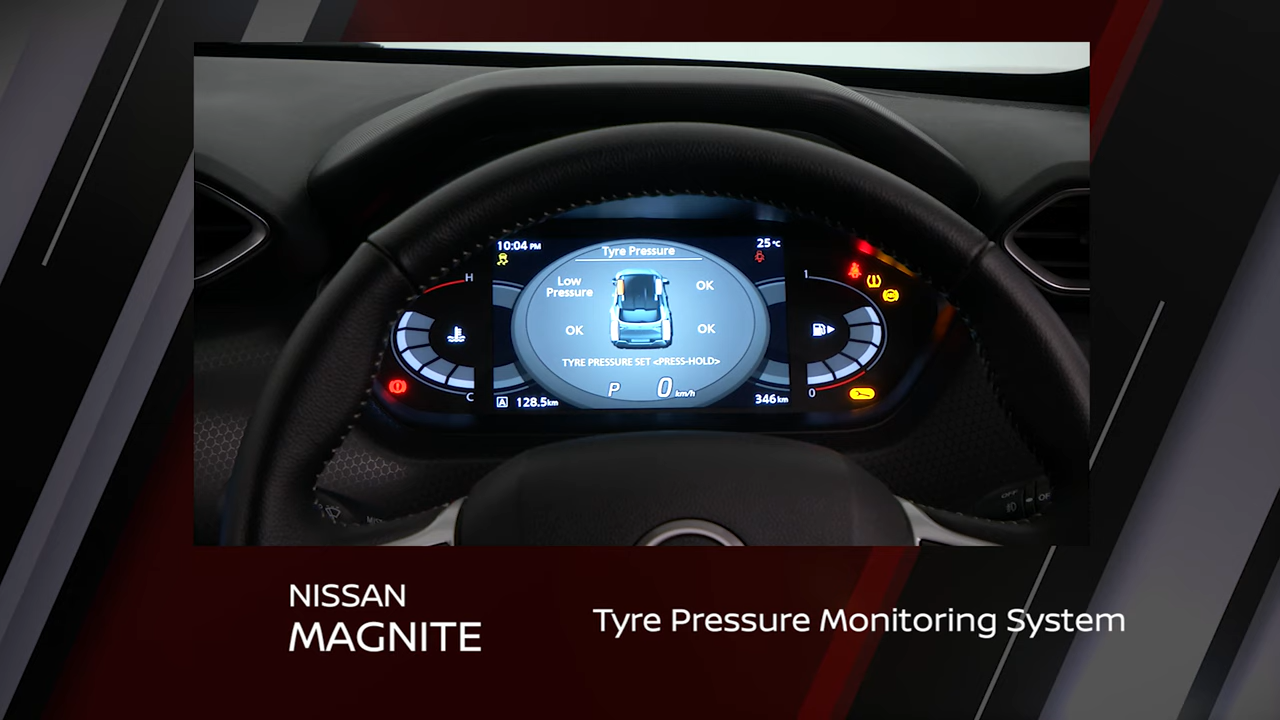 10:04 PM
25°C
Tyre Pressure
Low
Pressure
OK
OK
OK
TYRE PRESSURE SET <PRESS-HOLD>
P 0 km/h
A 128.5km
346km
H
C
1
0
OFF
NISSAN
MAGNITE
Tyre Pressure Monitoring System